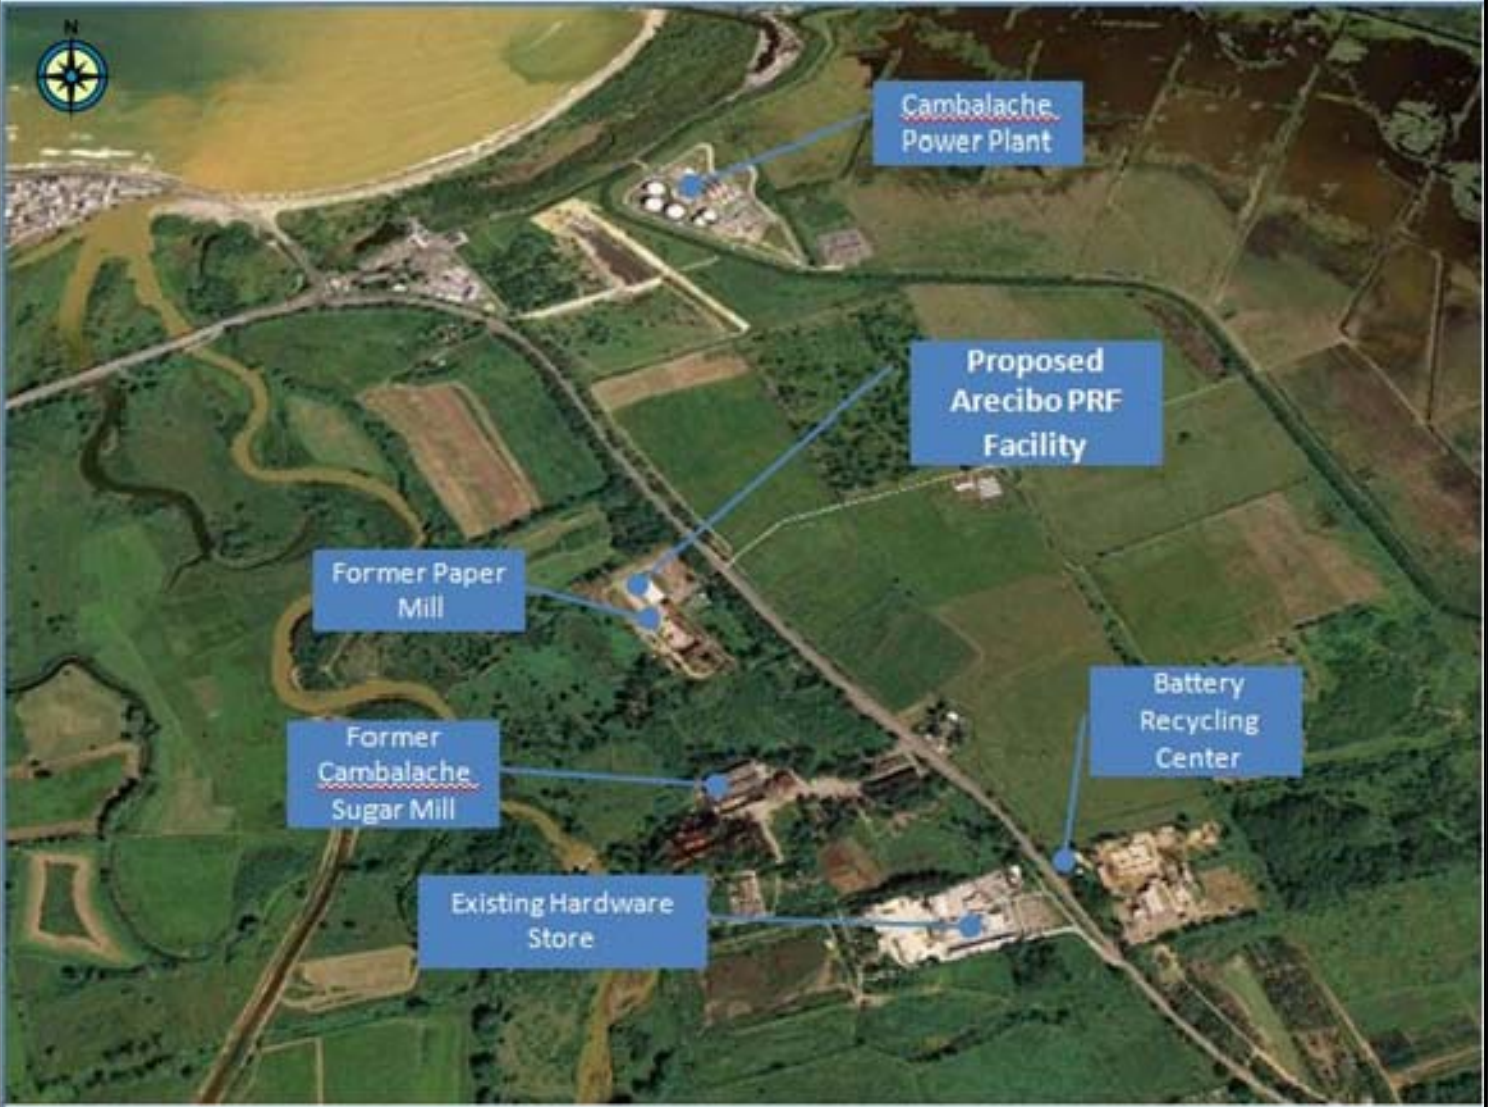 N
Cambalache
Power Plant
Proposed
Arecibo PRF
Facility
Former Paper
Mill
Battery
Recycling
Center
Former
Cambalache
Sugar Mill
Existing Hardware
Store